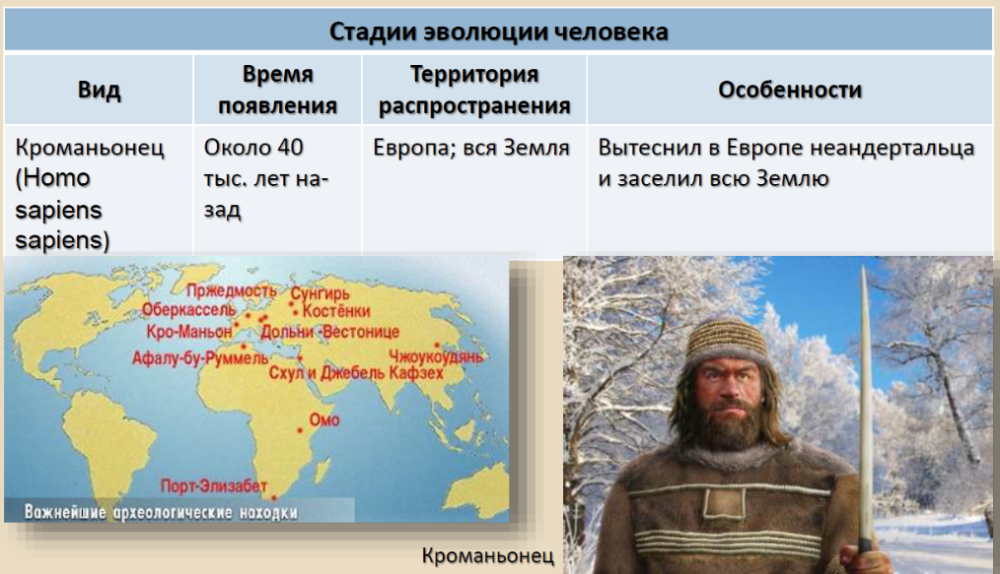 Стадии эволюции человека
Вид
Время
появления
Территория
распространения
Особенности
Кроманьонец
(Homo
sapiens
sapiens)
Около 40
тыс. лет на-
зад
Европа; вся Земля
Вытеснил в Европе неандертальца
и заселил всю Землю
Пржедмость
Сунгирь
Оберкассель
Костёнки
Кро-Маньон
Дольни -Вестонице
Афалу-бу-Руммель
Чжоукоудянь
Схул и Джебель Кафзех
Омо
Порт-Элизабет
Важнейшие археологические находки
Кроманьонец